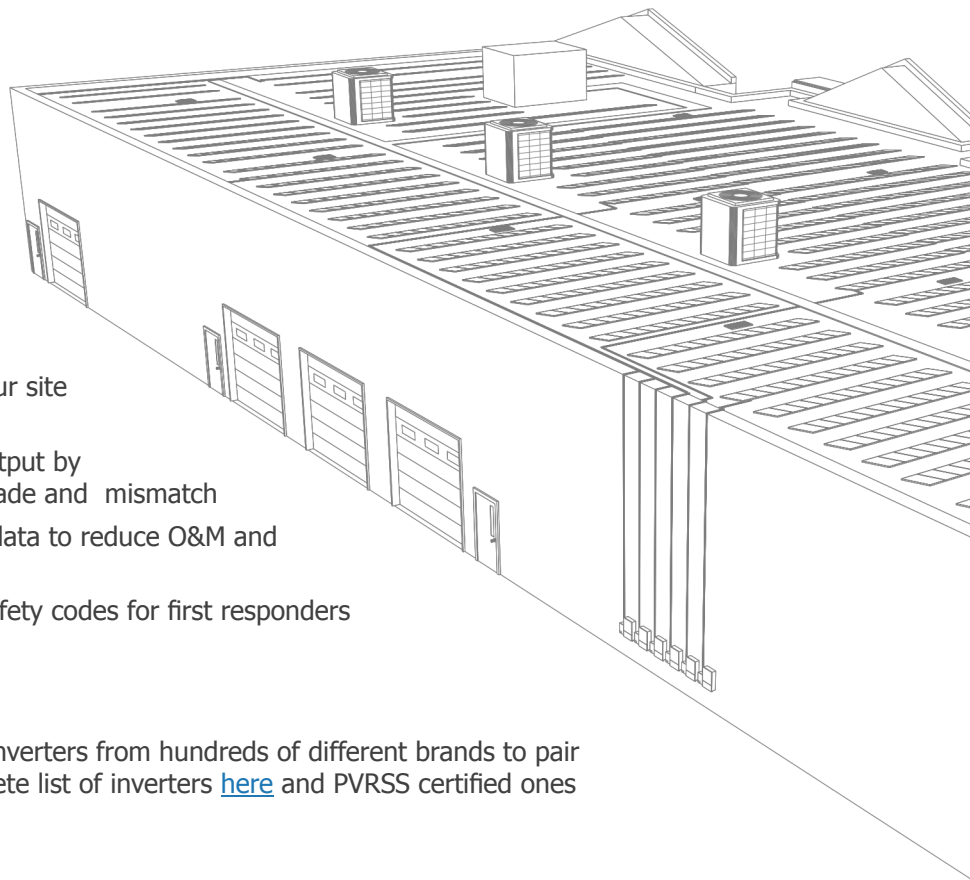 ur site
tput by
ade and mismatch
data to reduce O&M and
fety codes for first responders
nverters from hundreds of different brands to pair
ete list of inverters here and PVRSS certified ones